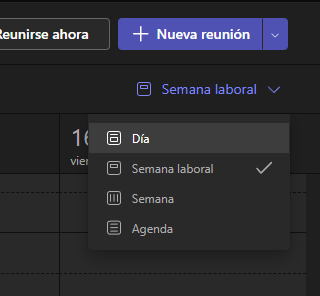 Reunirse ahora
Nueva reunión
Semana laboral
16
vier
Día
Semana laboral
Semana
Agenda